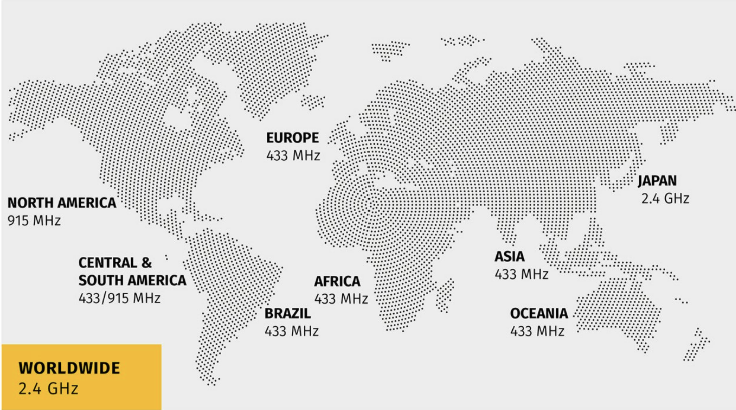 EUROPE
433 MHz
JAPAN
2.4 GHz
NORTH AMERICA
915 MHz
CENTRAL &
SOUTH AMERICA
433/915 MHz
ASIA
433 MHz
AFRICA
433 MHz
BRAZIL
433 MHz
OCEANIA
433 MHz
WORLDWIDE
2.4 GHz